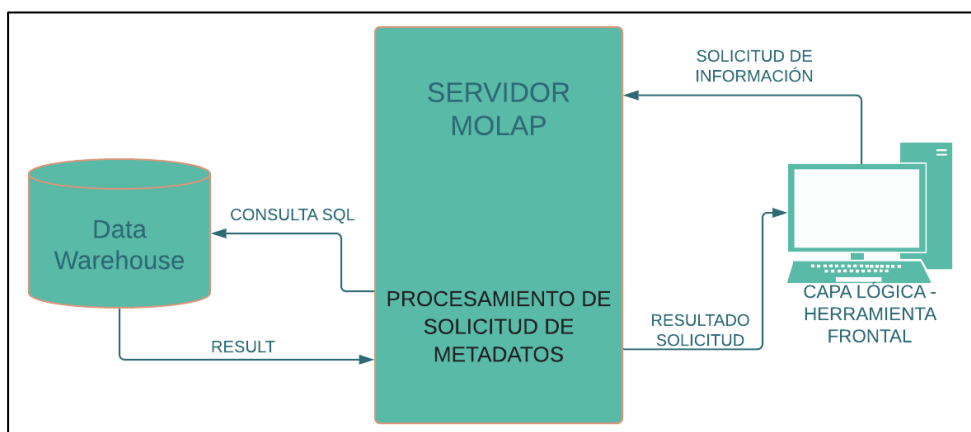 SOLICITUD DE
INFORMACIÓN
SERVIDOR
MOLAP
CONSULTA SQL
Data
Warehouse
PROCESAMIENTO DE
SOLICITUD DE
METADATOS
RESULT
RESULTADO
SOLICITUD
CAPA LÓGICA -
HERRAMIENTA
FRONTAL